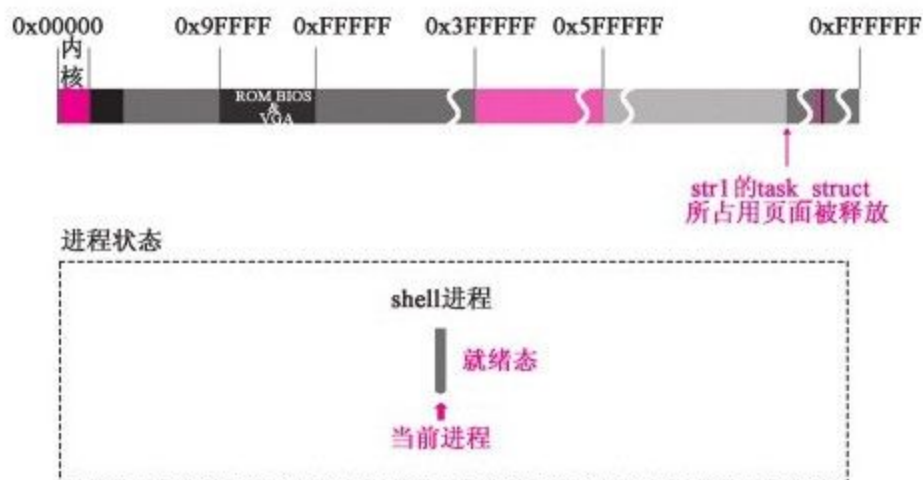 0x00000 0x9FFFF 0xFFFFF 0x3FFFFF 0x5FFFFF 0xFFFFFF
内
核
ROM BIOS
&
VGA
str1的task_struct
所占用页面被释放
进程状态
shell进程
就绪态
当前进程